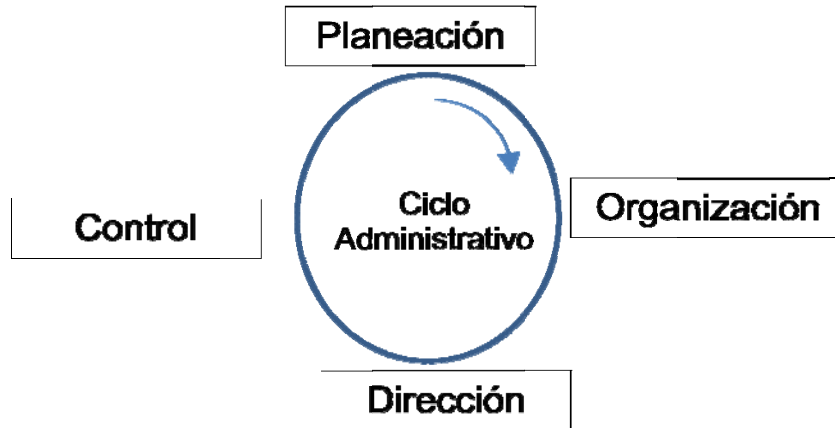 Planeación
Control
Ciclo
Administrativo
Organización
Dirección